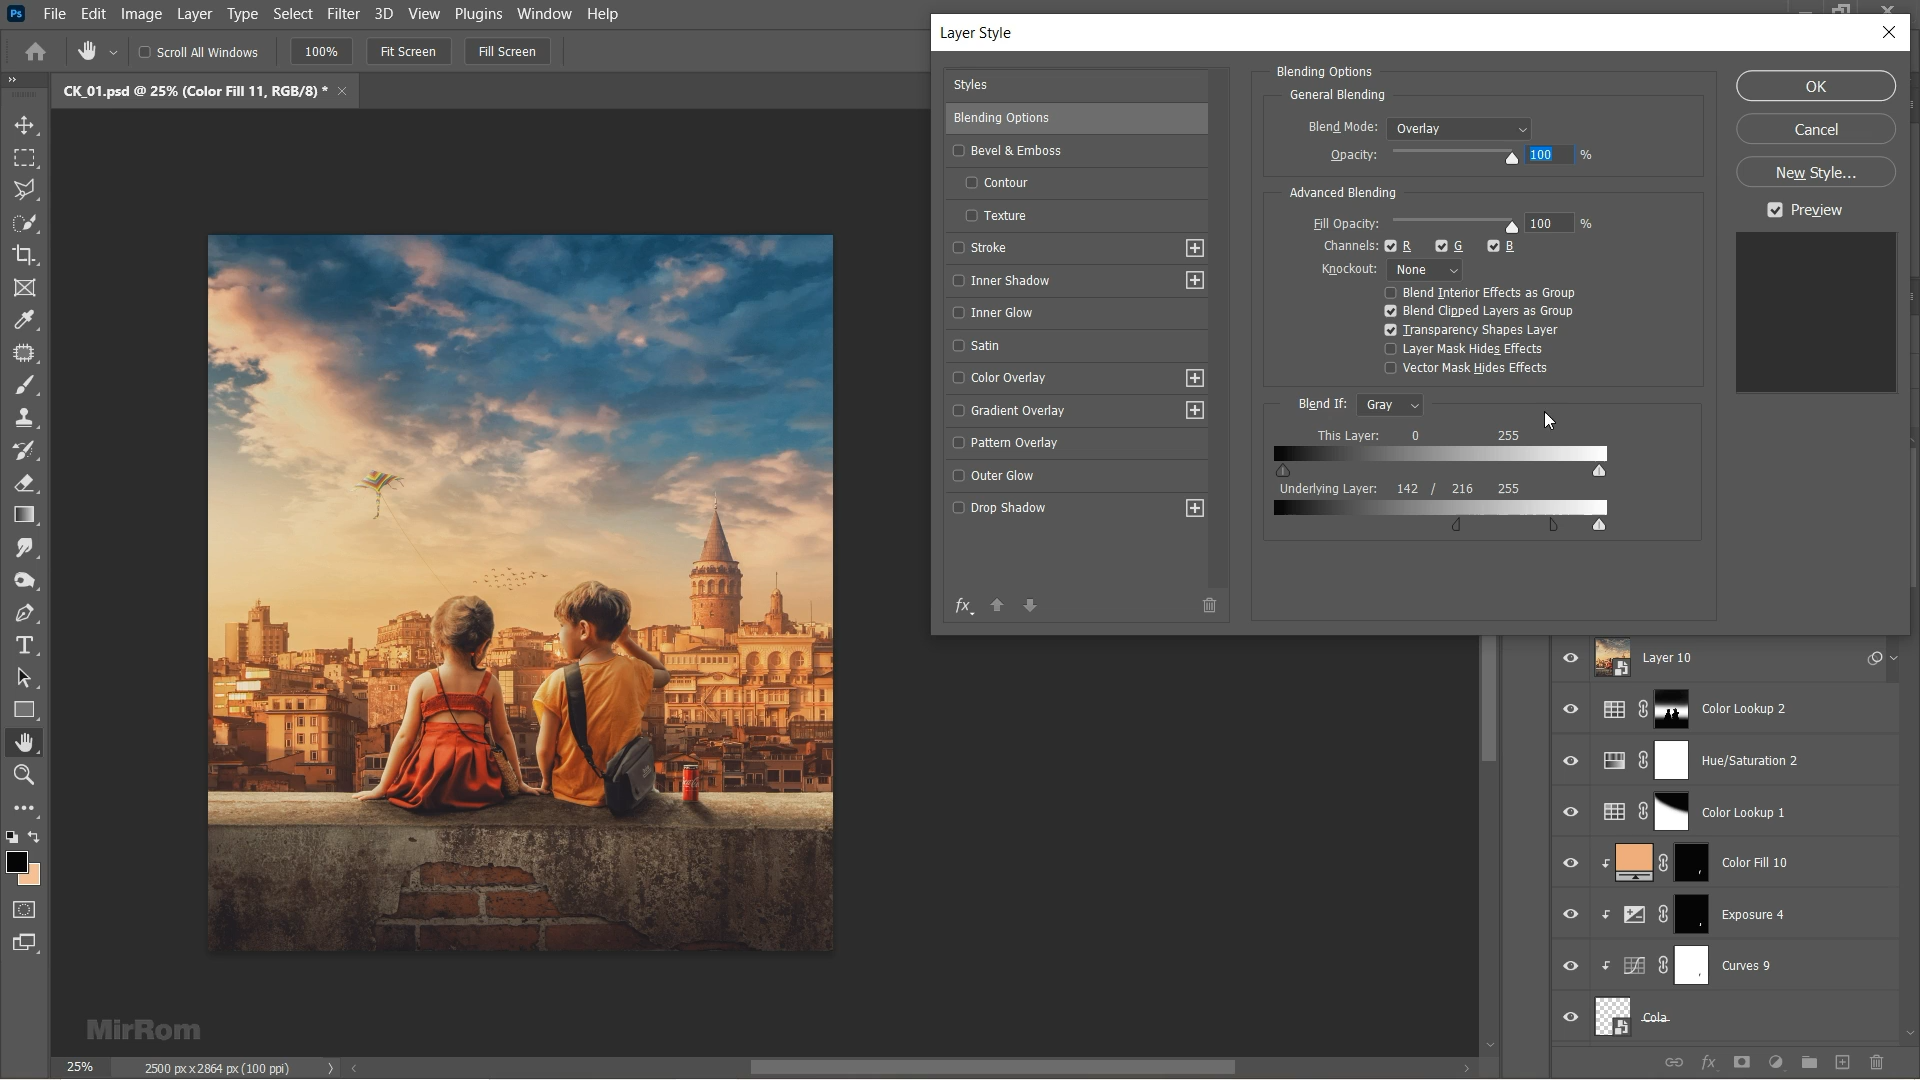 Ps File Edit Image Layer Type Select Filter 3D View Plugins Window Help
Scroll All Windows 100% Fit Screen Fill Screen
CK_01.psd @ 25% (Color Fill 11, RGB/8) *
Layer Style
Styles
Blending Options
Bevel & Emboss
Contour
Texture
Stroke
Inner Shadow
Inner Glow
Satin
Color Overlay
Gradient Overlay
Pattern Overlay
Outer Glow
Drop Shadow
fx
Blending Options
General Blending
Blend Mode: Overlay
Opacity: 100 %
Advanced Blending
Fill Opacity: 100 %
Channels: R G B
Knockout: None
Blend Interior Effects as Group
Blend Clipped Layers as Group
Transparency Shapes Layer
Layer Mask Hides Effects
Vector Mask Hides Effects
Blend If: Gray
This Layer: 0 255
Underlying Layer: 142 / 216 255
OK
Cancel
New Style...
Preview
Layer 10
Color Lookup 2
Hue/Saturation 2
Color Lookup 1
Color Fill 10
Exposure 4
Curves 9
Cola
fx
MirRom
25% 2500 px x 2864 px (100 ppi)